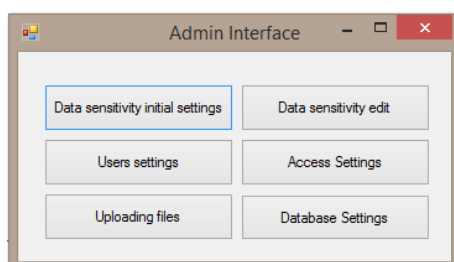 Admin Interface
Data sensitivity initial settings
Data sensitivity edit
Users settings
Access Settings
Uploading files
Database Settings